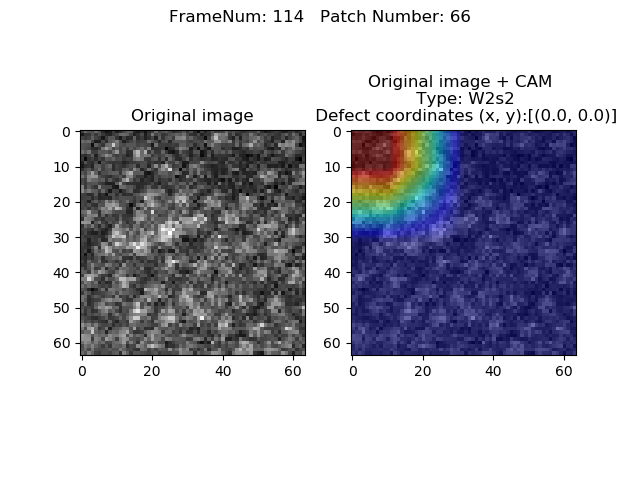 FrameNum: 114   Patch Number: 66
Original image
0
10
20
30
40
50
60
0 20 40 60
Original image + CAM
Type: W2s2
Defect coordinates (x, y):[(0.0, 0.0)]
0
10
20
30
40
50
60
0 20 40 60